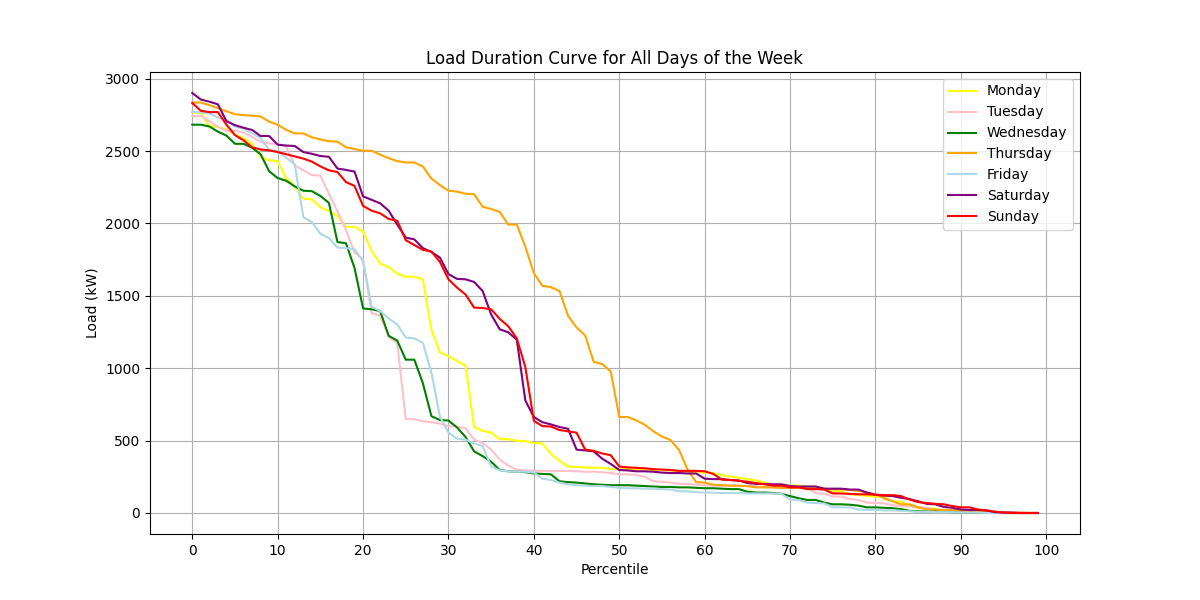 Load Duration Curve for All Days of the Week
Load (kW)
3000
2500
2000
1500
1000
500
0
Monday
Tuesday
Wednesday
Thursday
Friday
Saturday
Sunday
0 10 20 30 40 50 60 70 80 90 100
Percentile